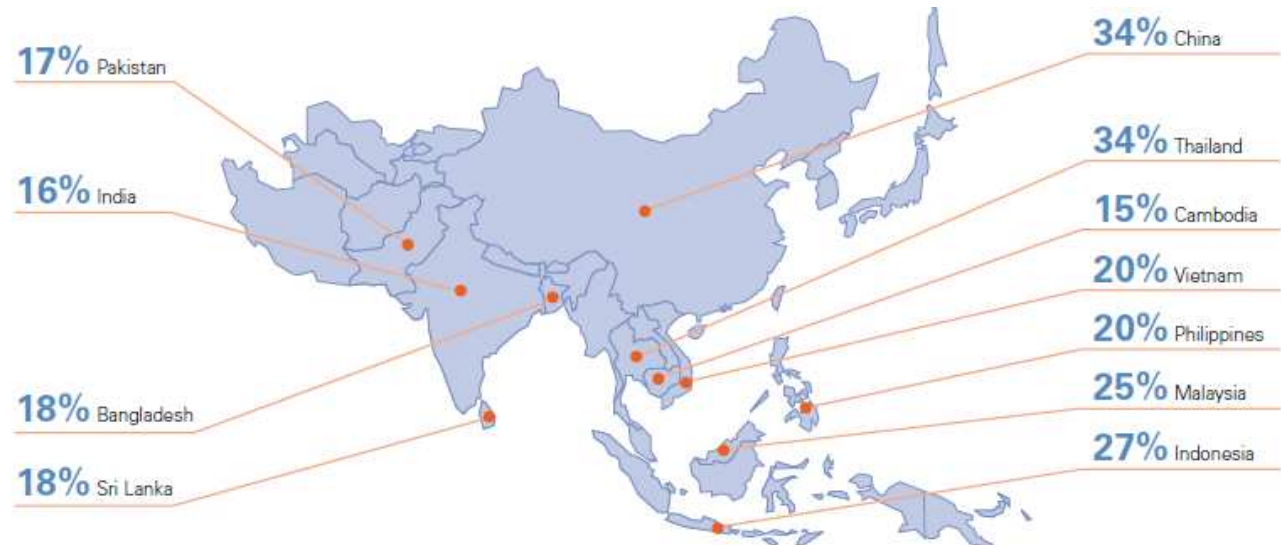 17% Pakistan
16% India
18% Bangladesh
18% Sri Lanka
34% China
34% Thailand
15% Cambodia
20% Vietnam
20% Philippines
25% Malaysia
27% Indonesia